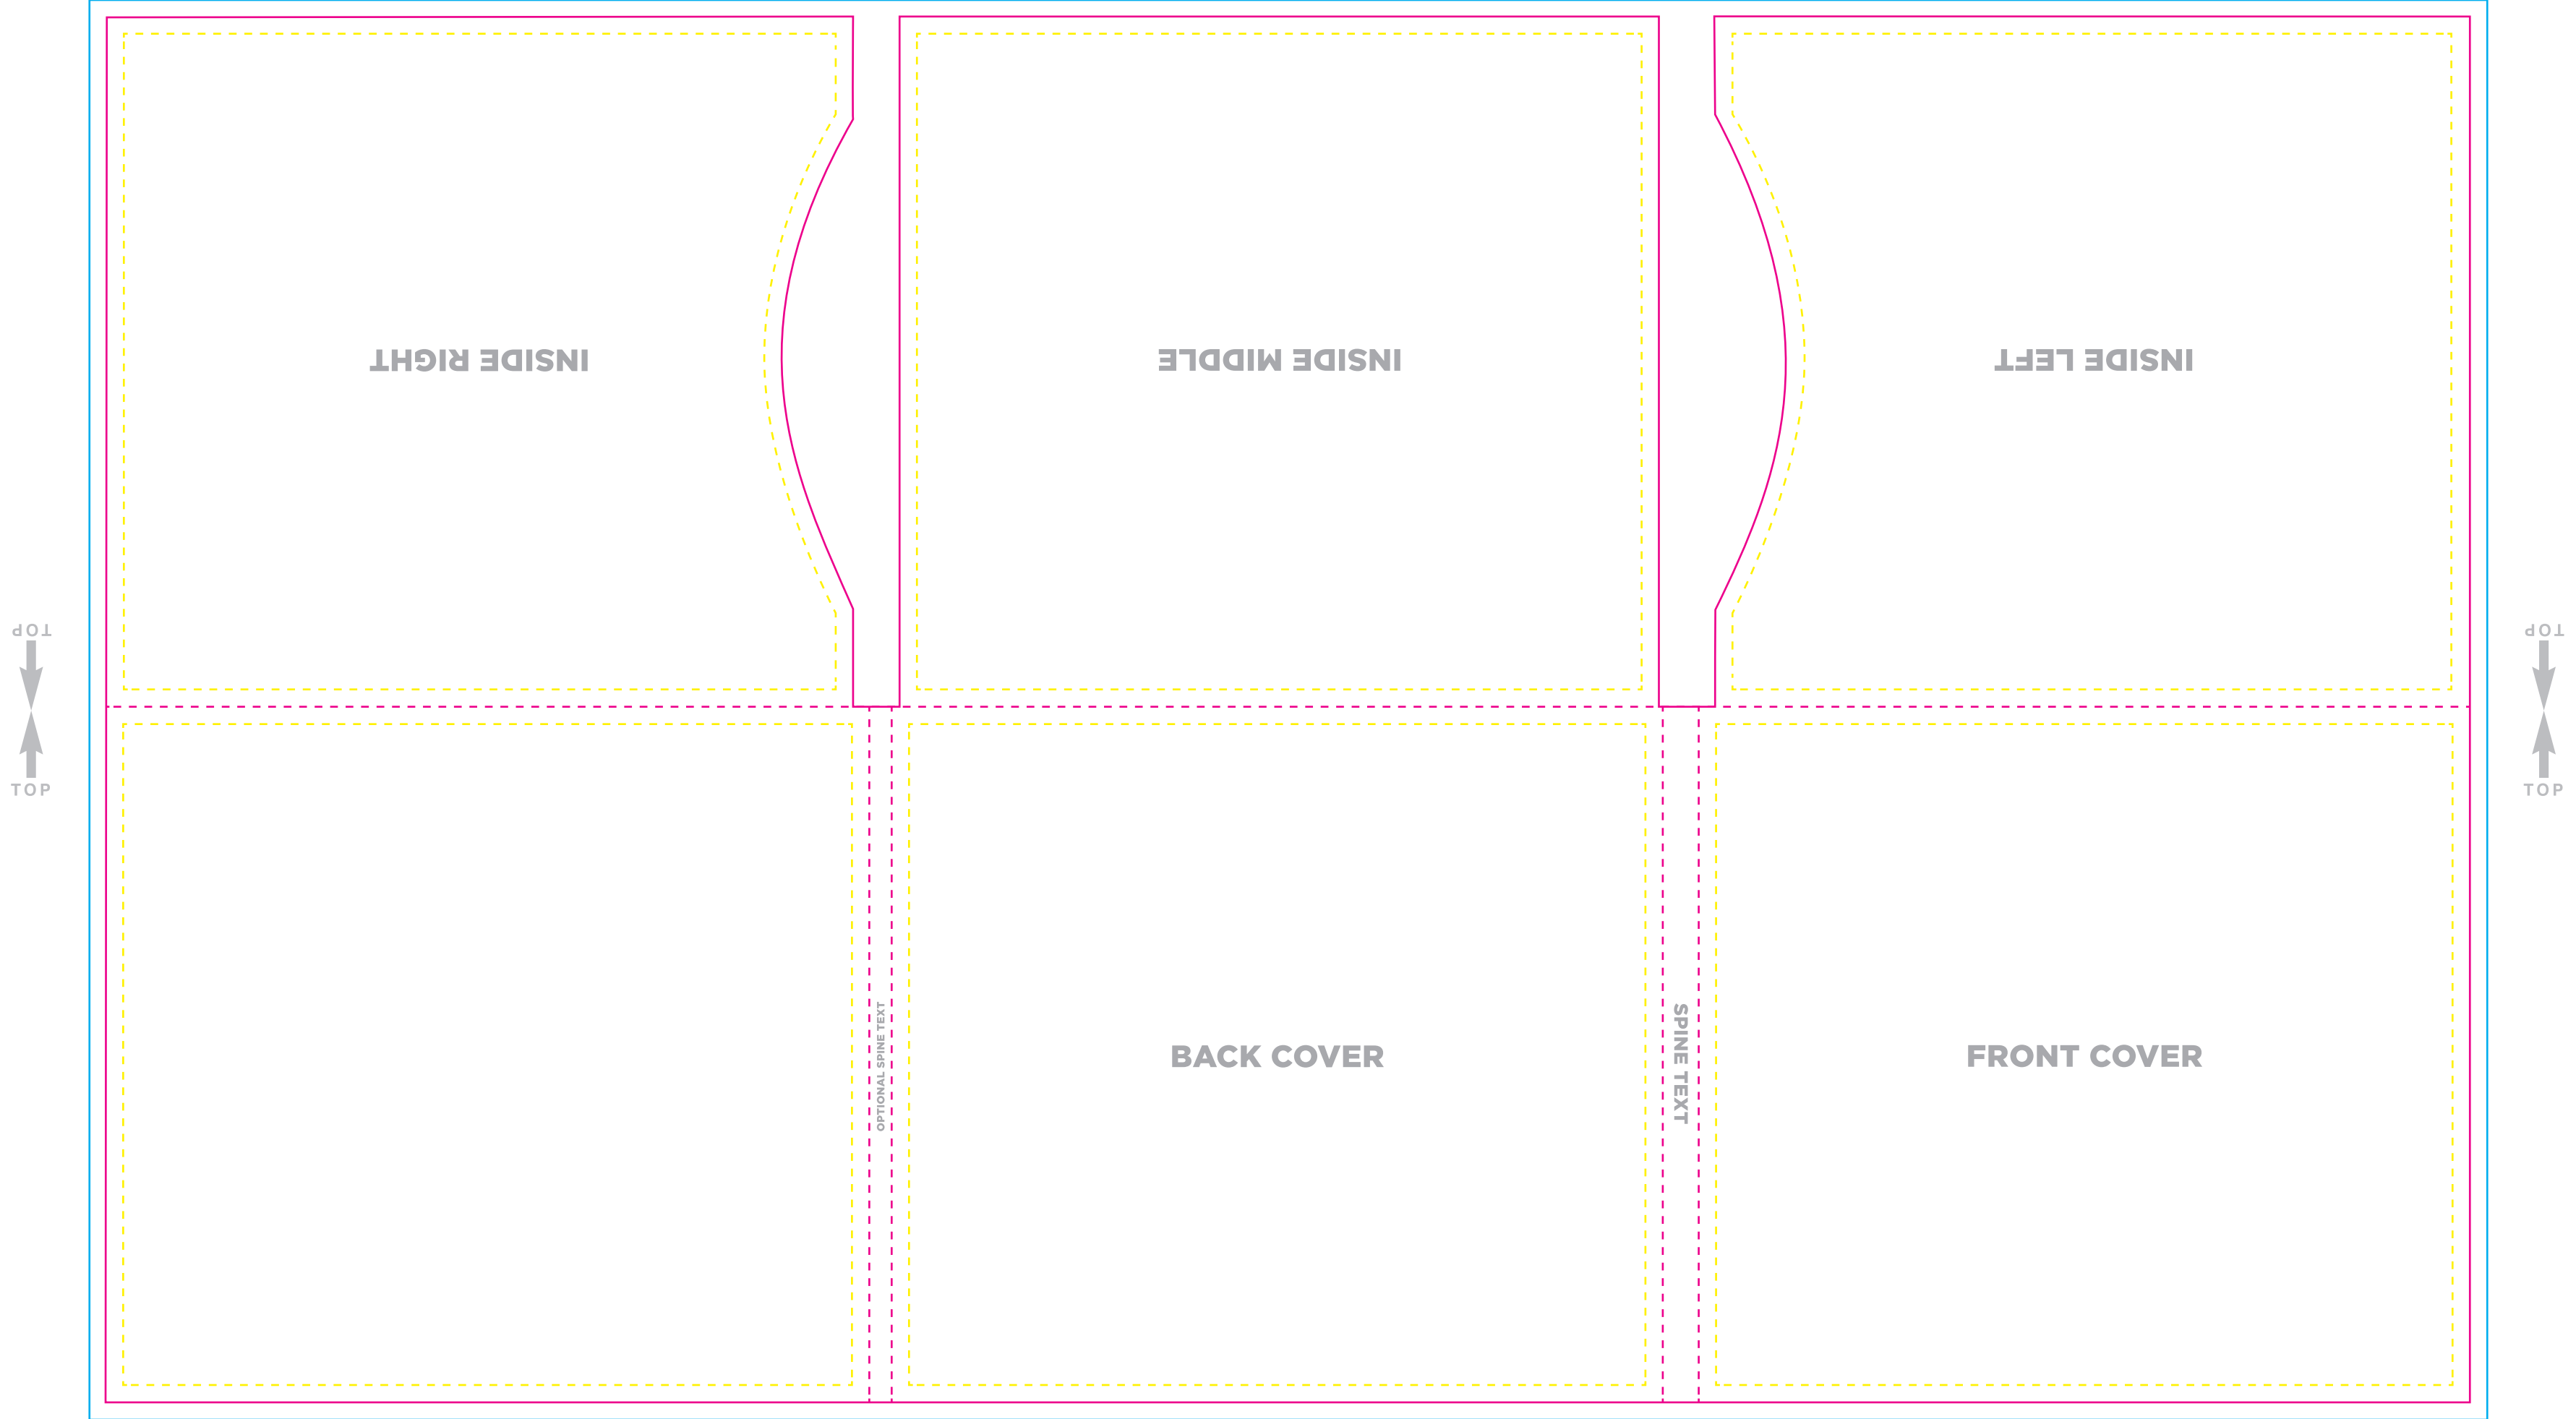 INSIDE RIGHT
INSIDE MIDDLE
INSIDE LEFT
TOP
TOP
TOP
TOP
OPTIONAL SPINE TEXT
BACK COVER
SPINE TEXT
FRONT COVER